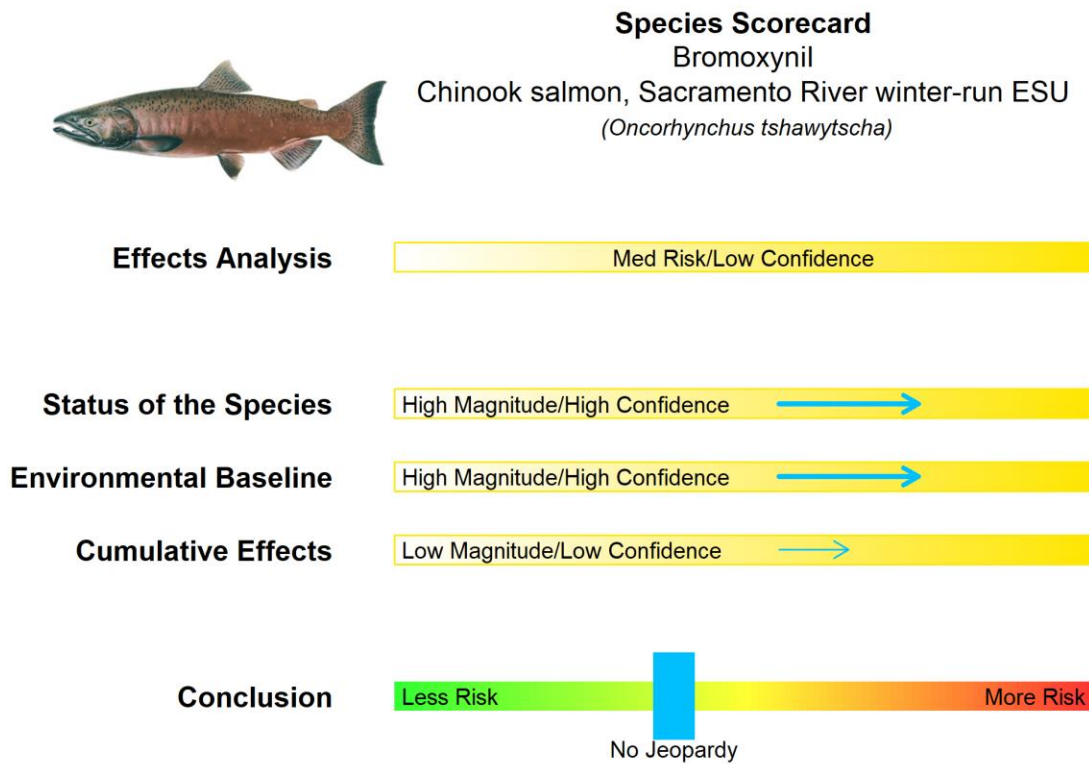 Species Scorecard
Bromoxynil
Chinook salmon, Sacramento River winter-run ESU
(Oncorhynchus tshawytscha)
Effects Analysis
Med Risk/Low Confidence
Status of the Species
High Magnitude/High Confidence
Environmental Baseline
High Magnitude/High Confidence
Cumulative Effects
Low Magnitude/Low Confidence
Conclusion
Less Risk
More Risk
No Jeopardy